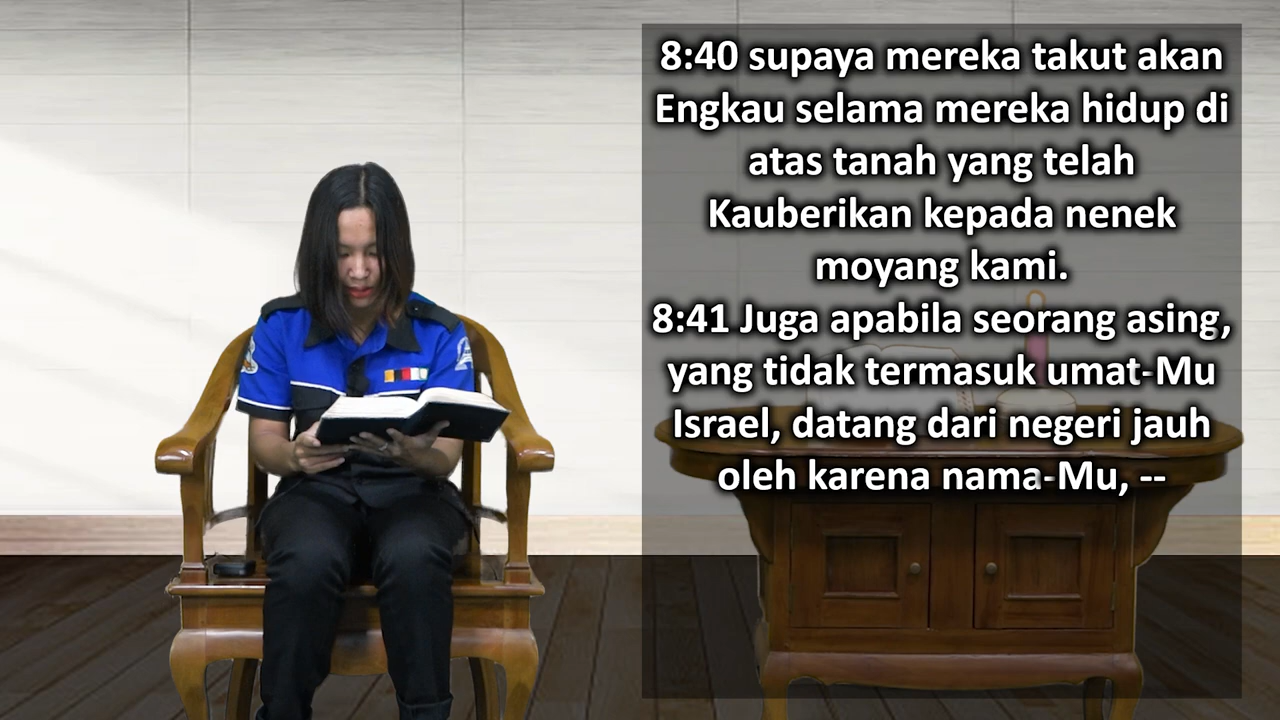 8:40 supaya mereka takut akan
Engkau selama mereka hidup di
atas tanah yang telah
Kauberikan kepada nenek
moyang kami.
8:41 Juga apabila seorang asing,
yang tidak termasuk umat-Mu
Israel, datang dari negeri jauh
oleh karena nama-Mu, --